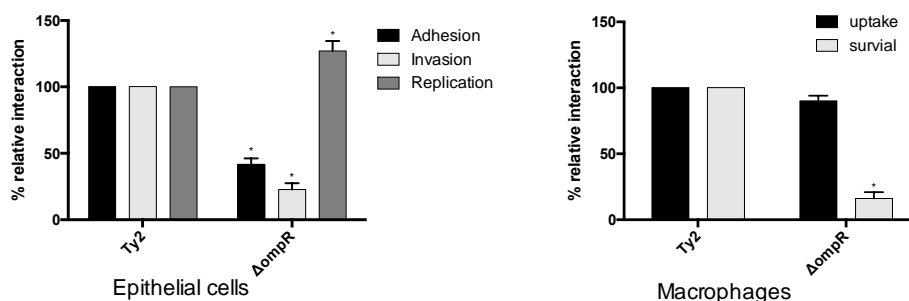 % relative interaction
150
100
50
0
*
*
*
Adhesion
Invasion
Replication
Ty2
ΔompR
Epithelial cells
% relative interaction
150
100
50
0
*
uptake
survial
Ty2
ΔompR
Macrophages